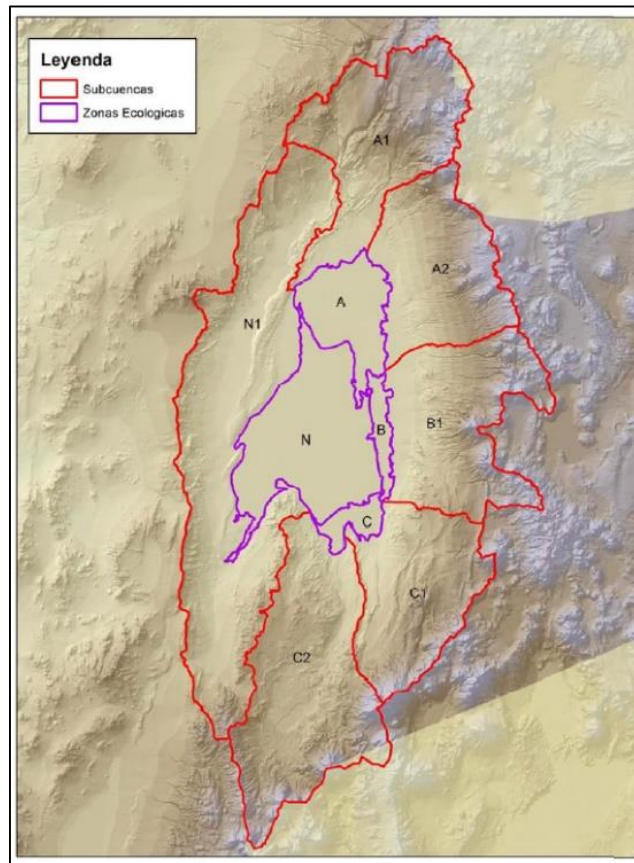 Leyenda
Subcuencas
Zonas Ecologicas
A1
A2
A
N1
B
B1
N
C
C1
C2